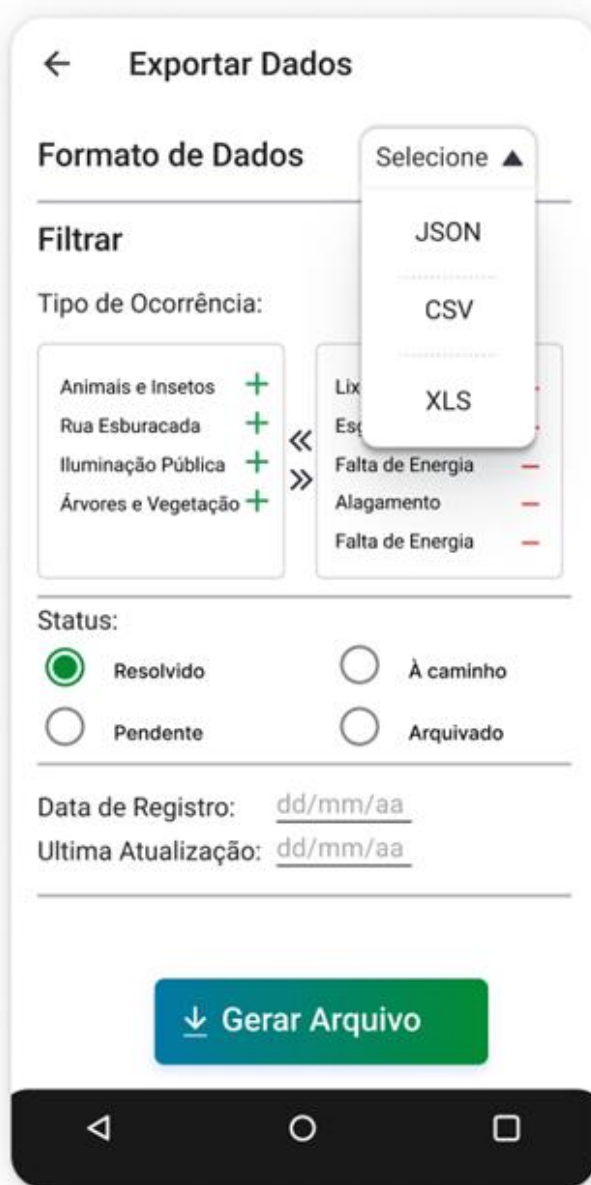 Exportar Dados
Formato de Dados
Selecione
JSON
CSV
XLS
Filtrar
Tipo de Ocorrência:
Animais e Insetos
Rua Esburacada
Iluminação Pública
Árvores e Vegetação
Falta de Energia
Alagamento
Falta de Energia
Status:
Resolvido
À caminho
Pendente
Arquivado
Data de Registro: dd/mm/aa
Ultima Atualização: dd/mm/aa
Gerar Arquivo